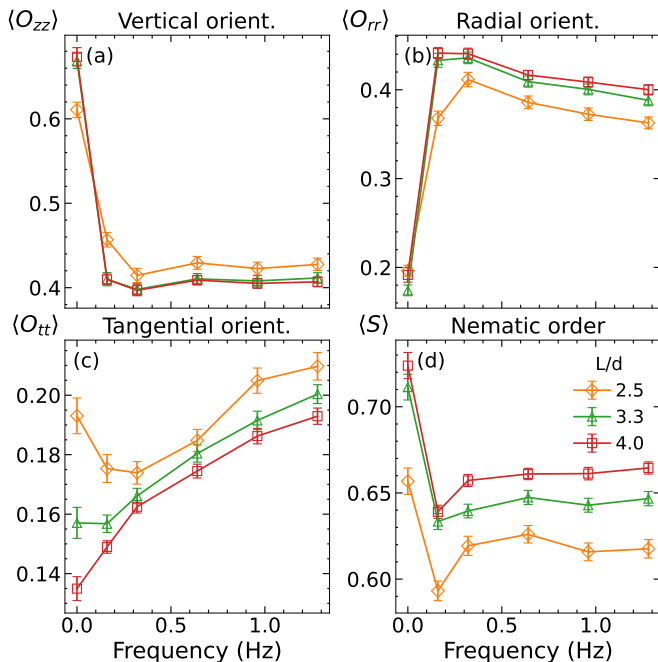 ⟨O_zz⟩ Vertical orient.
(a)
0.6
0.5
0.4
Radial orient. ⟨O_rr⟩
(b)
0.4
0.3
0.2
⟨O_tt⟩ Tangential orient.
(c)
0.20
0.18
0.16
0.14
0.0 0.5 1.0
Frequency (Hz)
⟨S⟩ Nematic order
(d)
L/d
2.5
3.3
4.0
0.70
0.65
0.60
0.0 0.5 1.0
Frequency (Hz)